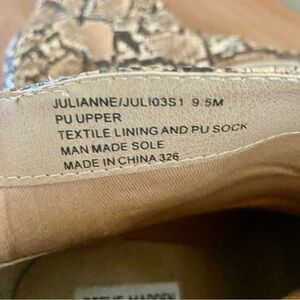 JULIANNE/JULI03S1 9.5M
PU UPPER
TEXTILE LINING AND PU SOCK
MAN MADE SOLE
MADE IN CHINA 326
STEVE MADDEN